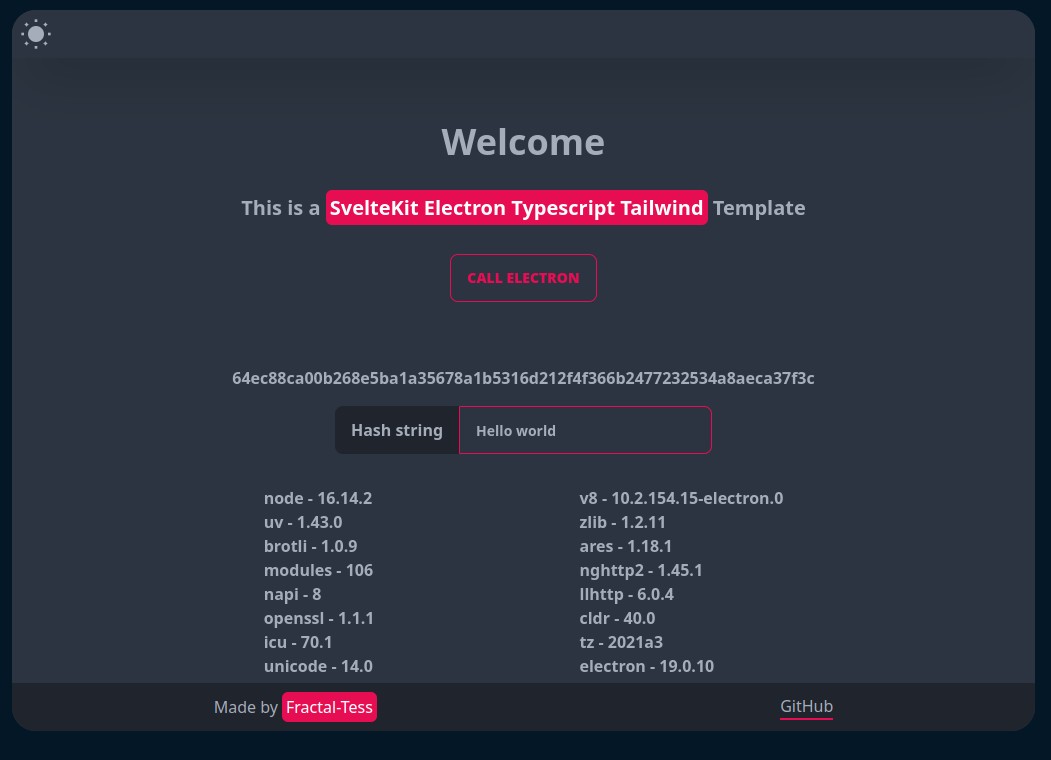 Welcome
This is a SvelteKit Electron Typescript Tailwind Template
CALL ELECTRON
64ec88ca00b268e5ba1a35678a1b5316d212f4f366b2477232534a8aeca37f3c
Hash string Hello world
node - 16.14.2
uv - 1.43.0
brotli - 1.0.9
modules - 106
napi - 8
openssl - 1.1.1
icu - 70.1
unicode - 14.0
v8 - 10.2.154.15-electron.0
zlib - 1.2.11
ares - 1.18.1
nghttp2 - 1.45.1
llhttp - 6.0.4
cldr - 40.0
tz - 2021a3
electron - 19.0.10
Made by Fractal-Tess
GitHub